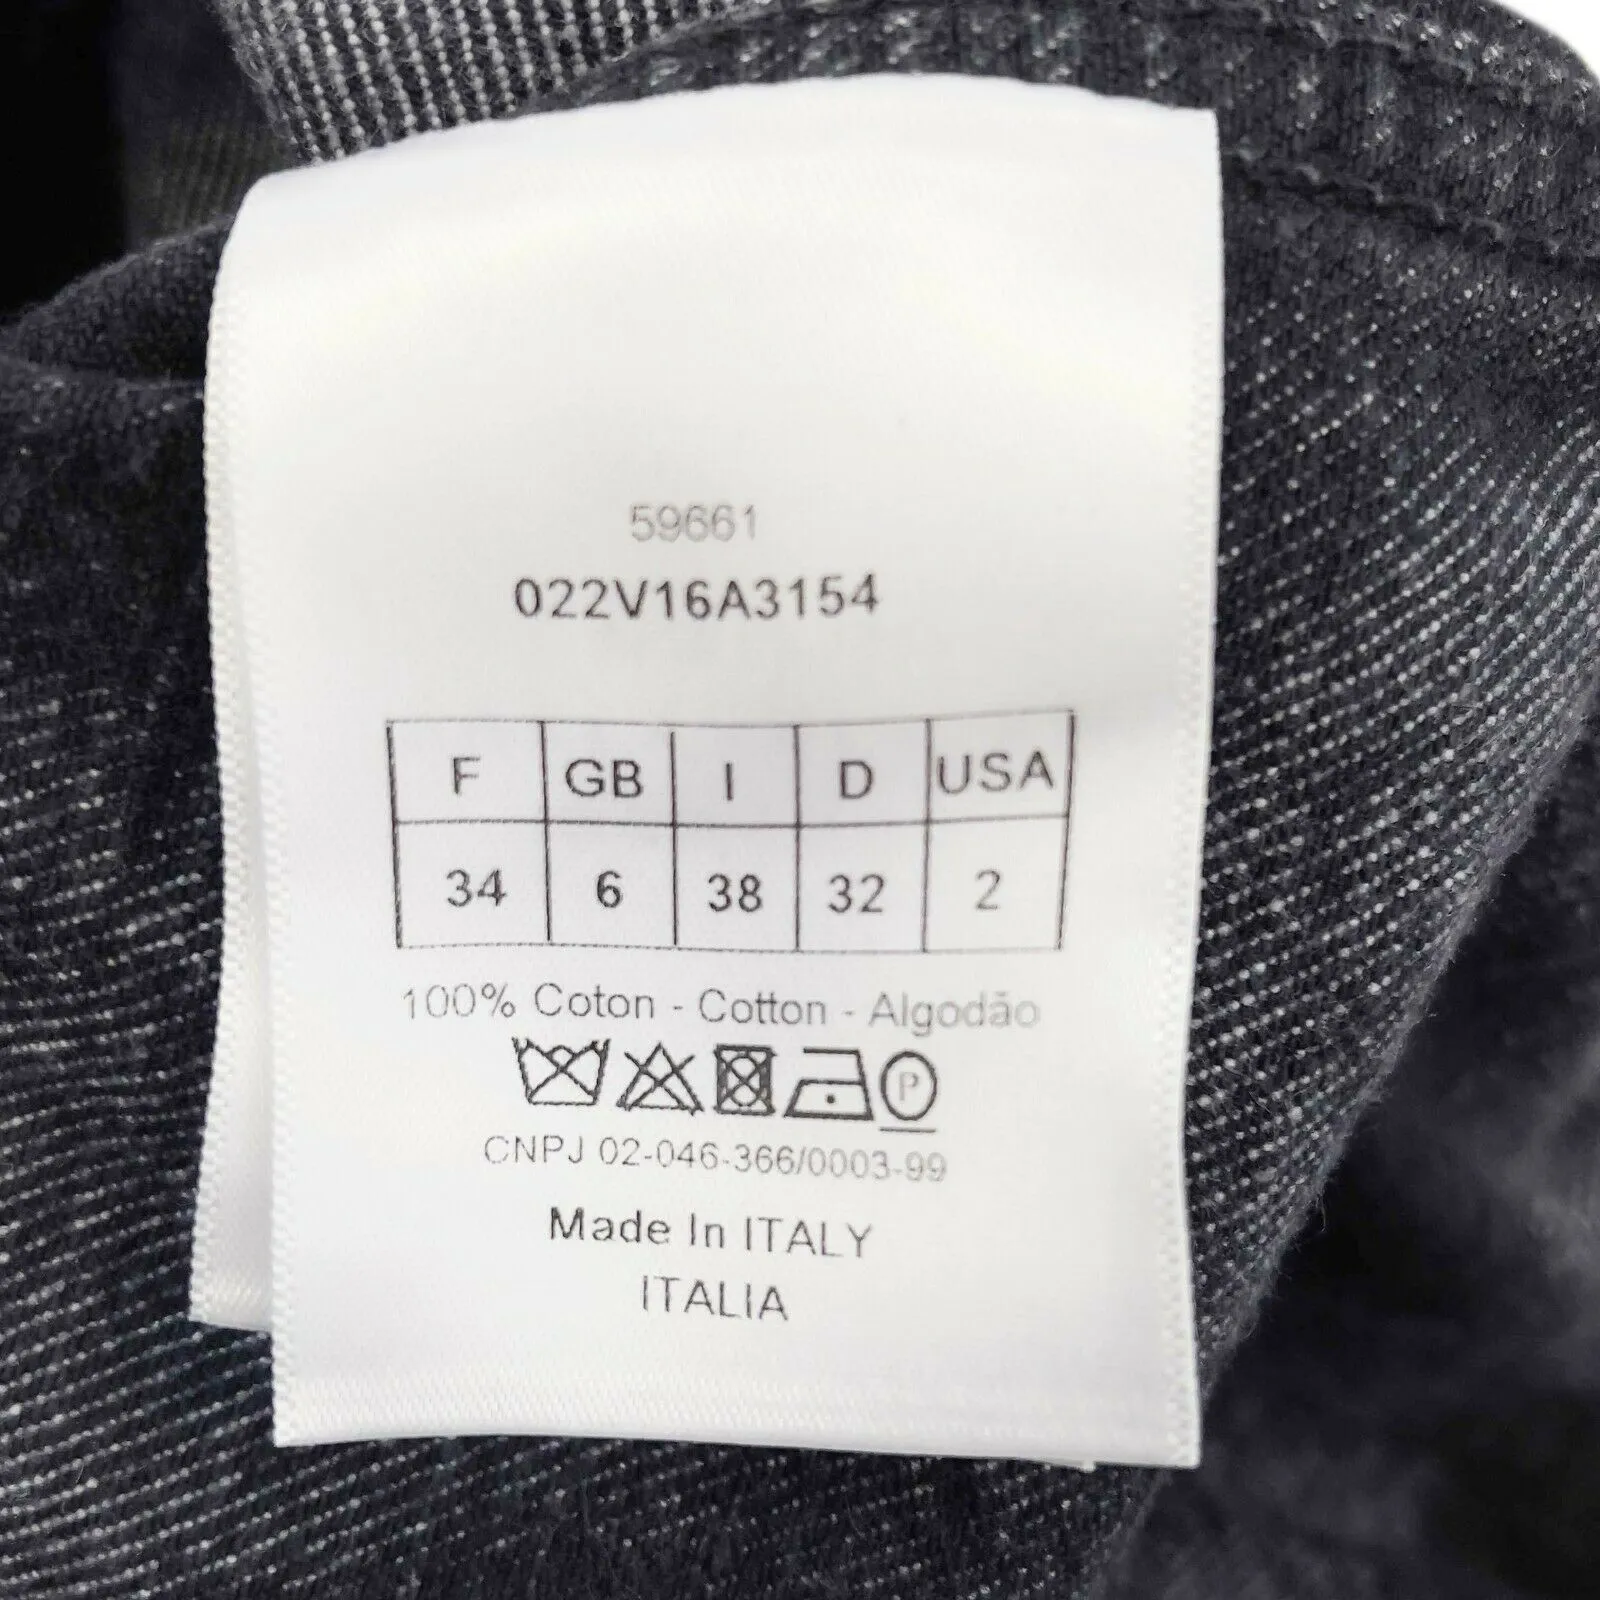 59661
022V16A3154
F GB I D USA
34 6 38 32 2
100% Coton - Cotton - Algodão
P
CNPJ 02-046-366/0003-99
Made In ITALY
ITALIA